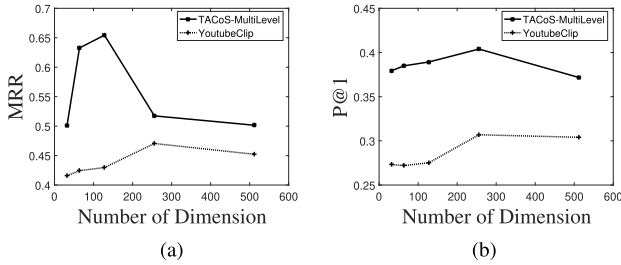 0.7
0.65
0.6
0.55
0.5
0.45
0.4
MRR
TACoS-MultiLevel
YoutubeClip
0 100 200 300 400 500 600
Number of Dimension
(a)
0.45
0.4
0.35
0.3
0.25
P@1
TACoS-MultiLevel
YoutubeClip
0 100 200 300 400 500 600
Number of Dimension
(b)